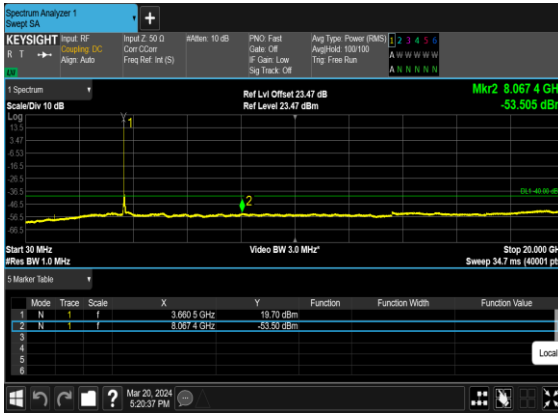 Spectrum Analyzer 1
Swept SA
+
KEYSIGHT
R T
Input: RF
Coupling: DC
Align: Auto
Input Z: 50 Ω
Corr CCorr
Freq Ref: Int (S)
#Atten: 10 dB
PNO: Fast
Gate: Off
IF Gain: Low
Sig Track: Off
Avg Type: Power (RMS)
Avg|Hold: 100/100
Trig: Free Run
1 2 3 4 5 6
A W W W W W
A N N N N N
1 Spectrum
Scale/Div 10 dB
Ref Lvl Offset 23.47 dB
Ref Level 23.47 dBm
Mkr2 8.067 4 GH
-53.505 dB
Log
13.5
3.47
-6.53
-16.5
-26.5
-36.5
-46.5
-56.5
-66.5
1
2
DL1 -40.00 dB
Start 30 MHz
#Res BW 1.0 MHz
Video BW 3.0 MHz*
Stop 20.000 GH
Sweep 34.7 ms (40001 pt
5 Marker Table
Mode Trace Scale X Y Function Function Width Function Value
1 N 1 f 3.660 5 GHz 19.70 dBm
2 N 1 f 8.067 4 GHz -53.50 dBm
3
4
5
6
Local
?
Mar 20, 2024
5:20:37 PM